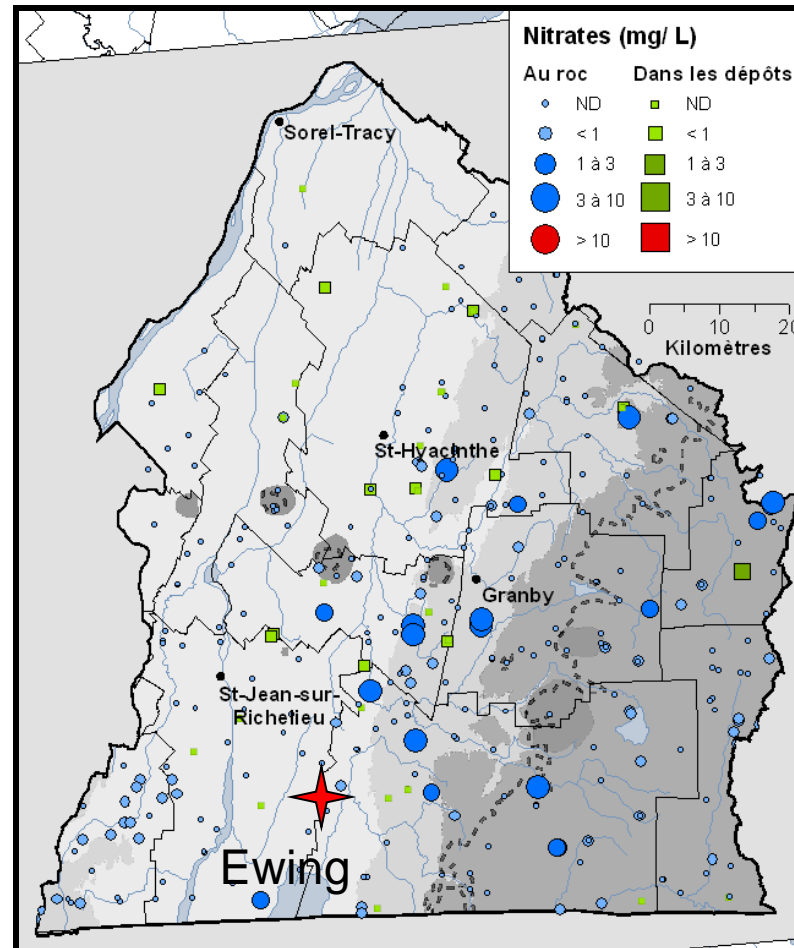 Nitrates (mg/ L)
Au roc Dans les dépôts
ND ND
< 1 < 1
1 à 3 1 à 3
3 à 10 3 à 10
> 10 > 10
0 10 20
Kilomètres
Sorel-Tracy
St-Hyacinthe
Granby
St-Jean-sur-
Richelieu
Ewing